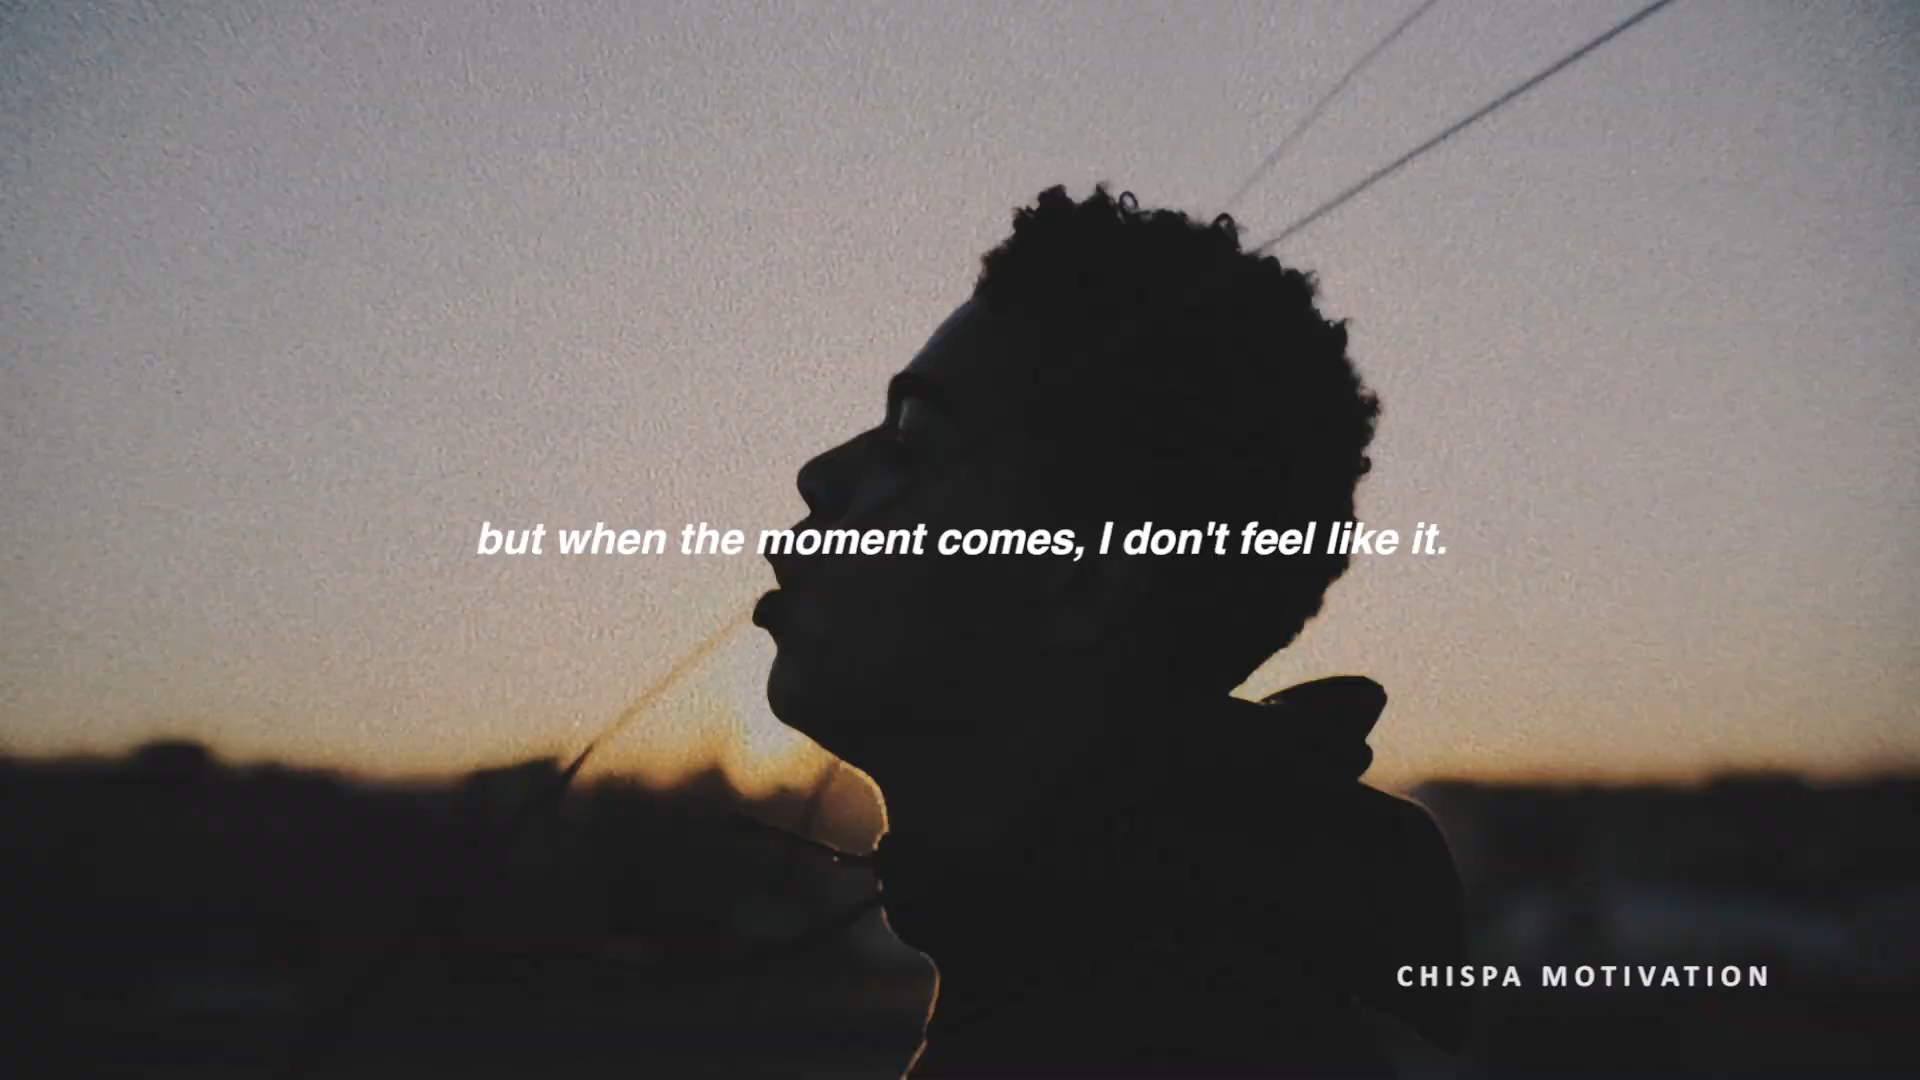 but when the moment comes, I don't feel like it.
CHISPA MOTIVATION